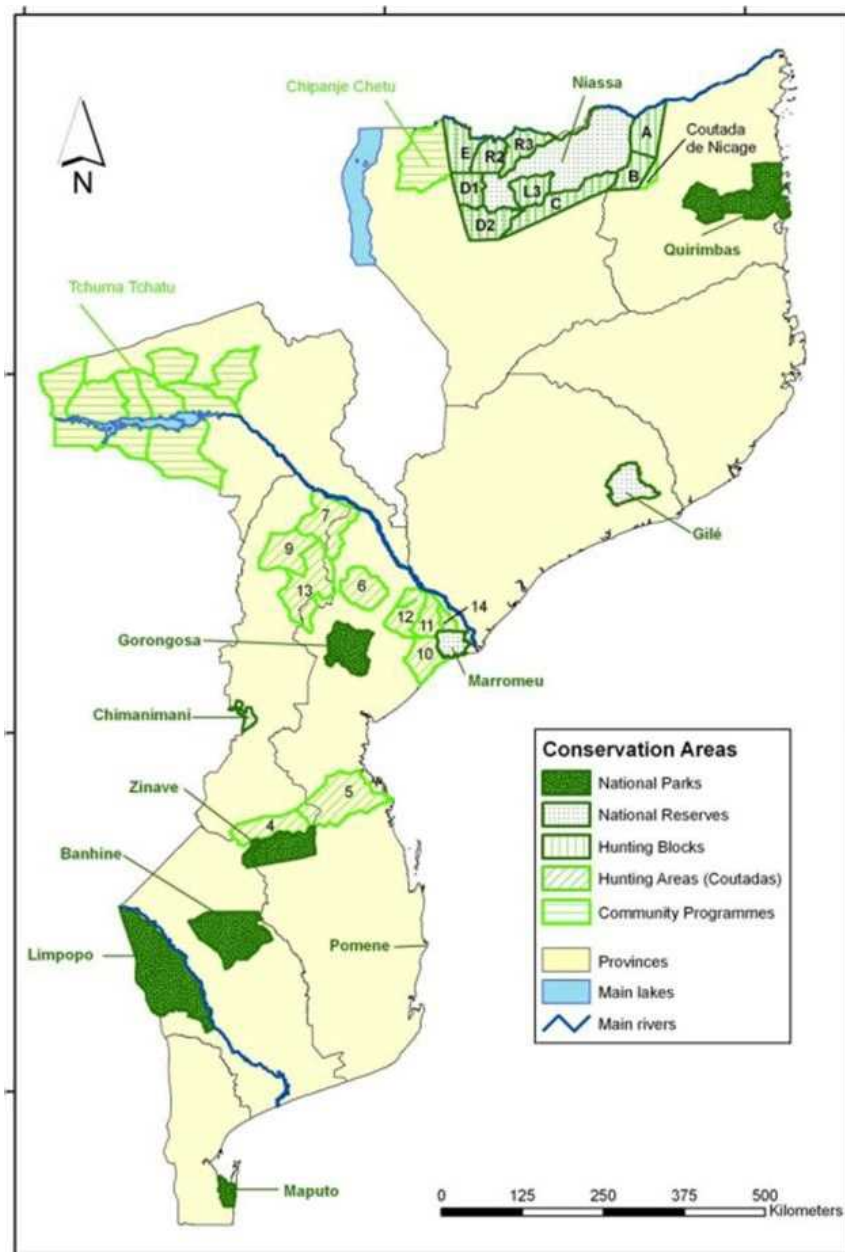 Niassa
Chipanje Chetu
Coutada
de Nicage
A
E
R2
R3
B
D1
L3
C
D2
N
Quirimbas
Tchuma Tchatu
Gilé
7
9
6
13
14
12
11
10
Gorongosa
Marromeu
Chimanimani
Zinave
5
4
Banhine
Limpopo
Pomene
Maputo
Conservation Areas
National Parks
National Reserves
Hunting Blocks
Hunting Areas (Coutadas)
Community Programmes
Provinces
Main lakes
Main rivers
0 125 250 375 500
Kilometers